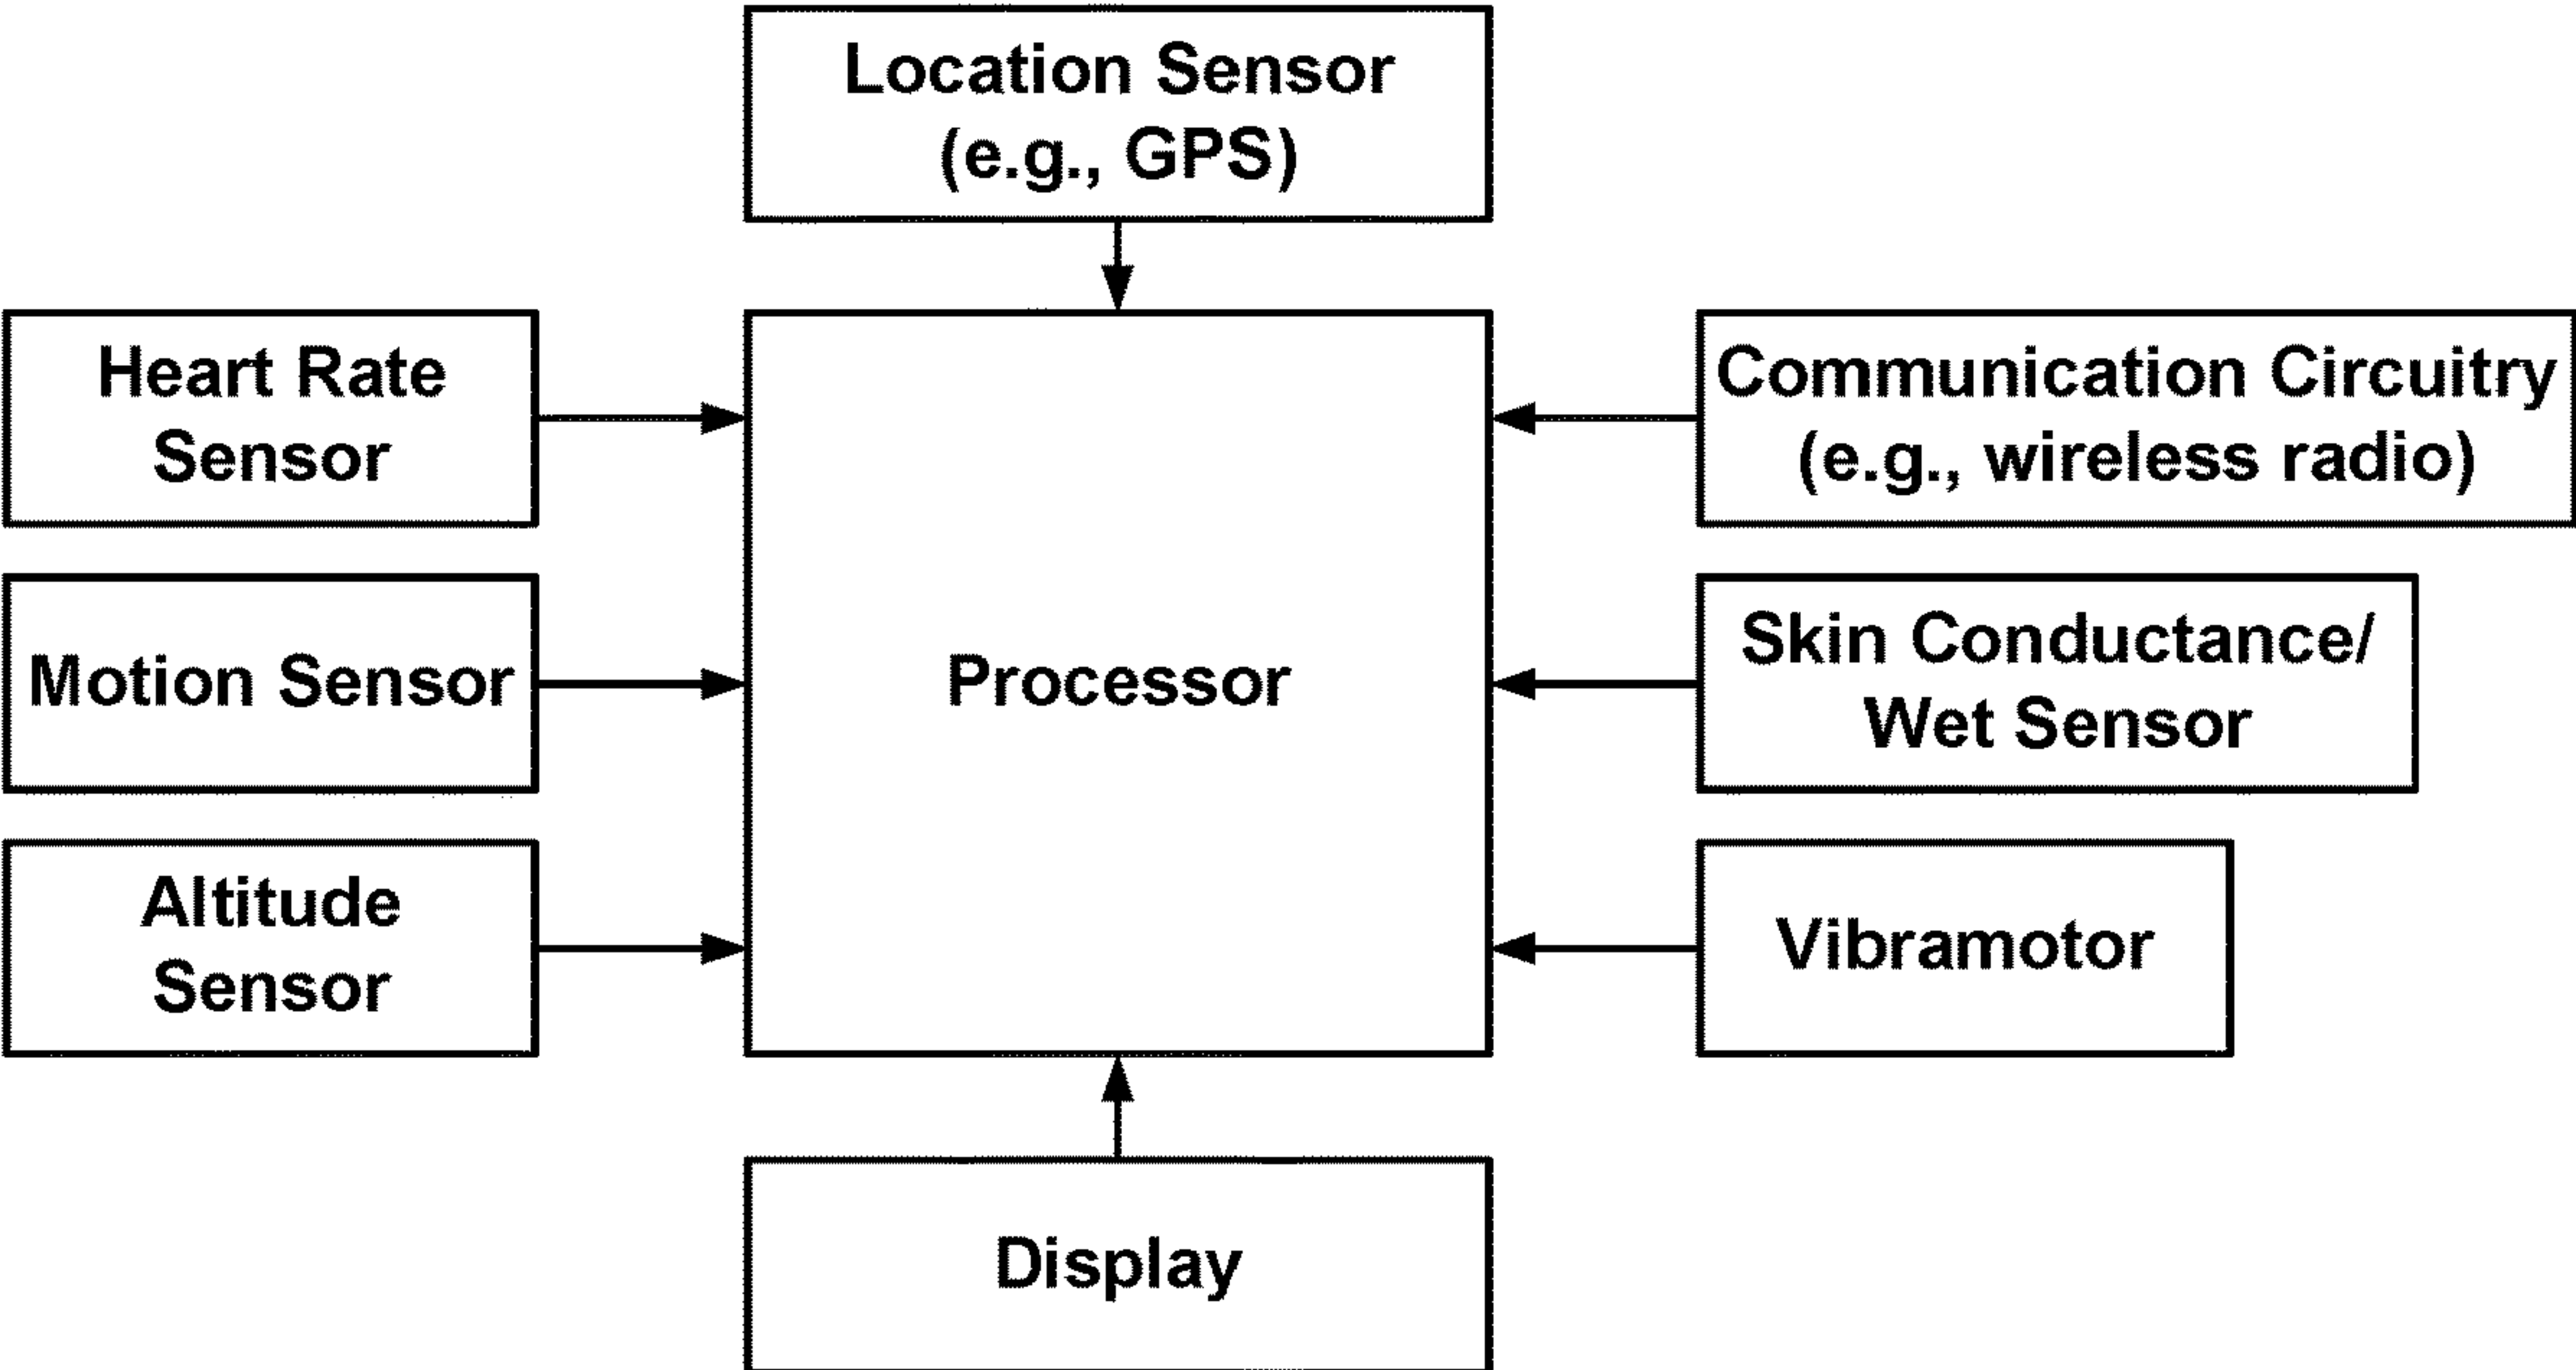 Location Sensor
(e.g., GPS)
Heart Rate
Sensor
Communication Circuitry
(e.g., wireless radio)
Motion Sensor
Processor
Skin Conductance/
Wet Sensor
Altitude
Sensor
Vibramotor
Display